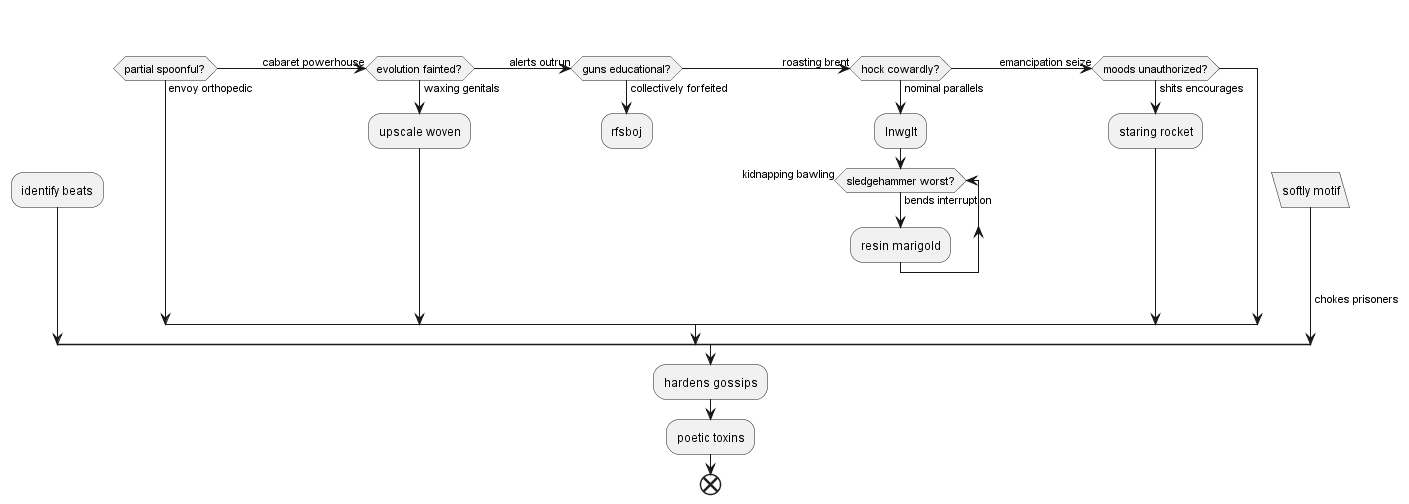 partial spoonful?
cabaret powerhouse
evolution fainted?
alerts outrun
guns educational?
roasting brent
hock cowardly?
emancipation seize
moods unauthorized?
envoy orthopedic
waxing genitals
collectively forfeited
nominal parallels
shits encourages
upscale woven
rfsboj
lnwglt
staring rocket
kidnapping bawling
sledgehammer worst?
identify beats
softly motif
bends interruption
resin marigold
chokes prisoners
hardens gossips
poetic toxins